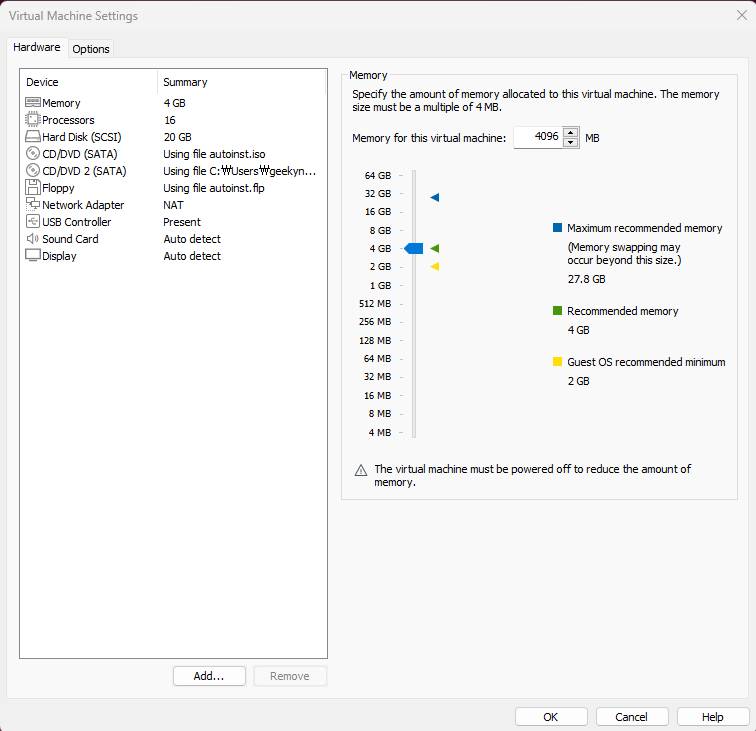 Virtual Machine Settings
Hardware
Options
Device Summary
Memory 4 GB
Processors 16
Hard Disk (SCSI) 20 GB
CD/DVD (SATA) Using file autoinst.iso
CD/DVD 2 (SATA) Using file C:₩Users₩geekyn...
Floppy Using file autoinst.flp
Network Adapter NAT
USB Controller Present
Sound Card Auto detect
Display Auto detect
Add...
Remove
Memory
Specify the amount of memory allocated to this virtual machine. The memory
size must be a multiple of 4 MB.
Memory for this virtual machine: 4096 MB
64 GB
32 GB
16 GB
8 GB
4 GB
2 GB
1 GB
512 MB
256 MB
128 MB
64 MB
32 MB
16 MB
8 MB
4 MB
Maximum recommended memory
(Memory swapping may
occur beyond this size.)
27.8 GB
Recommended memory
4 GB
Guest OS recommended minimum
2 GB
The virtual machine must be powered off to reduce the amount of
memory.
OK
Cancel
Help